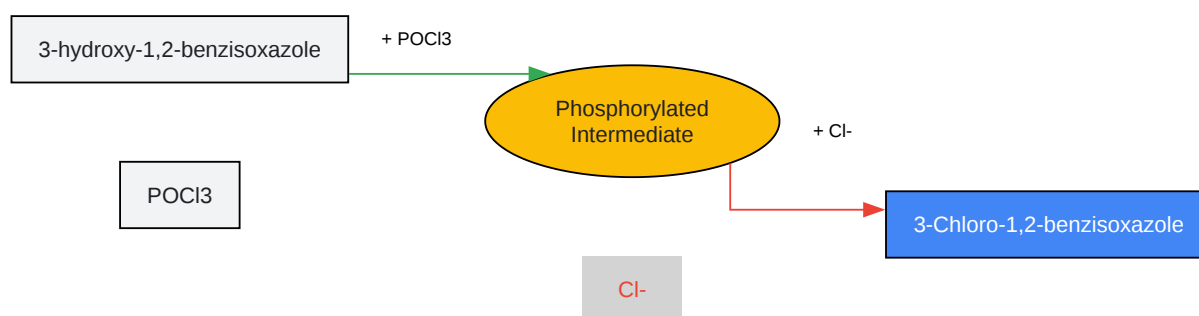 3-hydroxy-1,2-benzisoxazole
+ POCl3
Phosphorylated
Intermediate
+ Cl-
POCl3
3-Chloro-1,2-benzisoxazole
Cl-